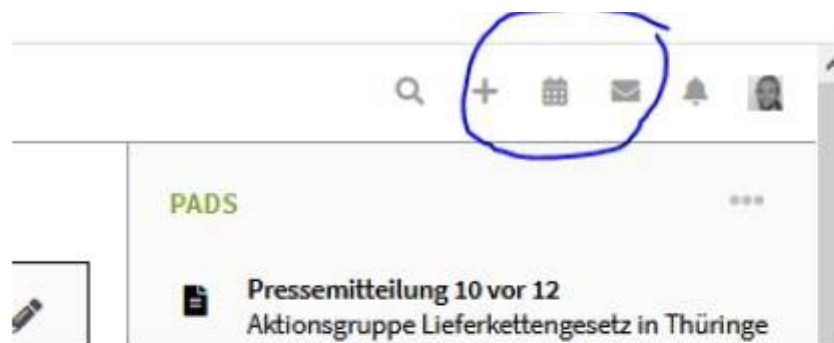 PADS
Pressemitteilung 10 vor 12
Aktionsgruppe Lieferkettengesetz in Thüringe